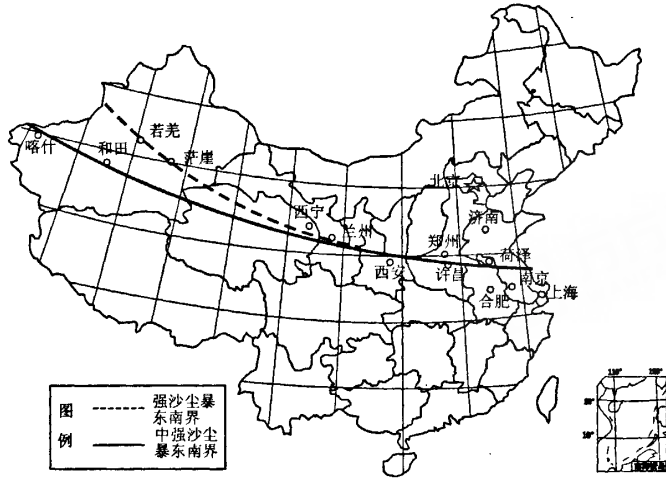 若羌
喀什
和田
茫崖
北京
西宁
济南
兰州
郑州
荷泽
西安
许昌
南京
合肥
上海
图
例
强沙尘暴
东南界
中强沙尘
暴东南界